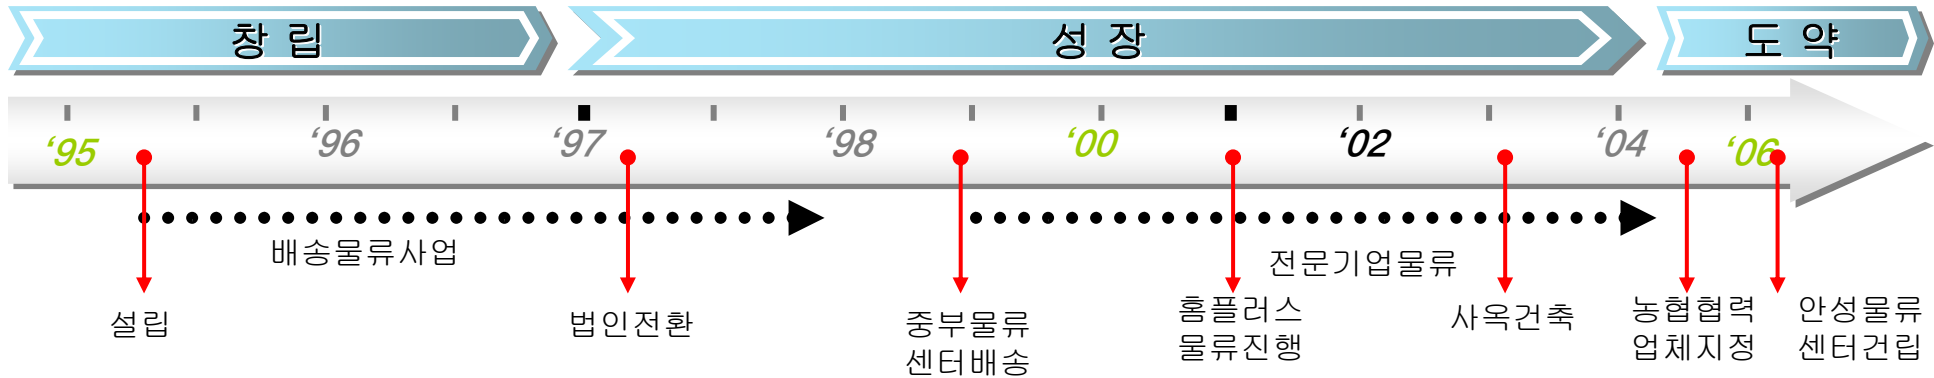 창 립
성 장
도 약
‘95
‘96
‘97
‘98
‘00
‘02
‘04
‘06
배송물류사업
전문기업물류
설립
법인전환
중부물류
센터배송
홈플러스
물류진행
사옥건축
농협협력
업체지정
안성물류
센터건립